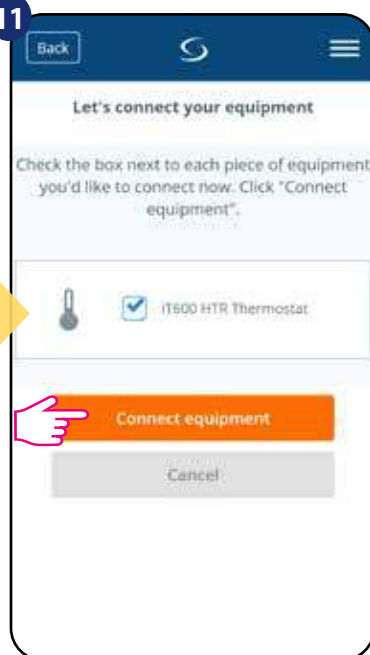 11
Back
Let's connect your equipment
Check the box next to each piece of equipment
you'd like to connect now. Click "Connect
equipment".
iT600 HTR Thermostat
Connect equipment
Cancel